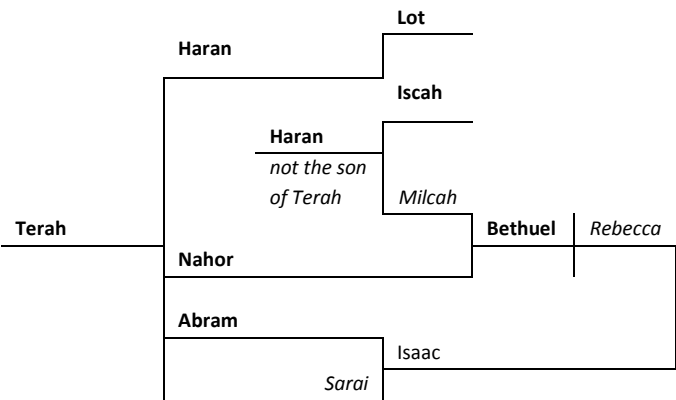 Lot
Haran
Iscah
Haran
not the son
of Terah
Milcah
Terah
Bethuel
Rebecca
Nahor
Abram
Isaac
Sarai